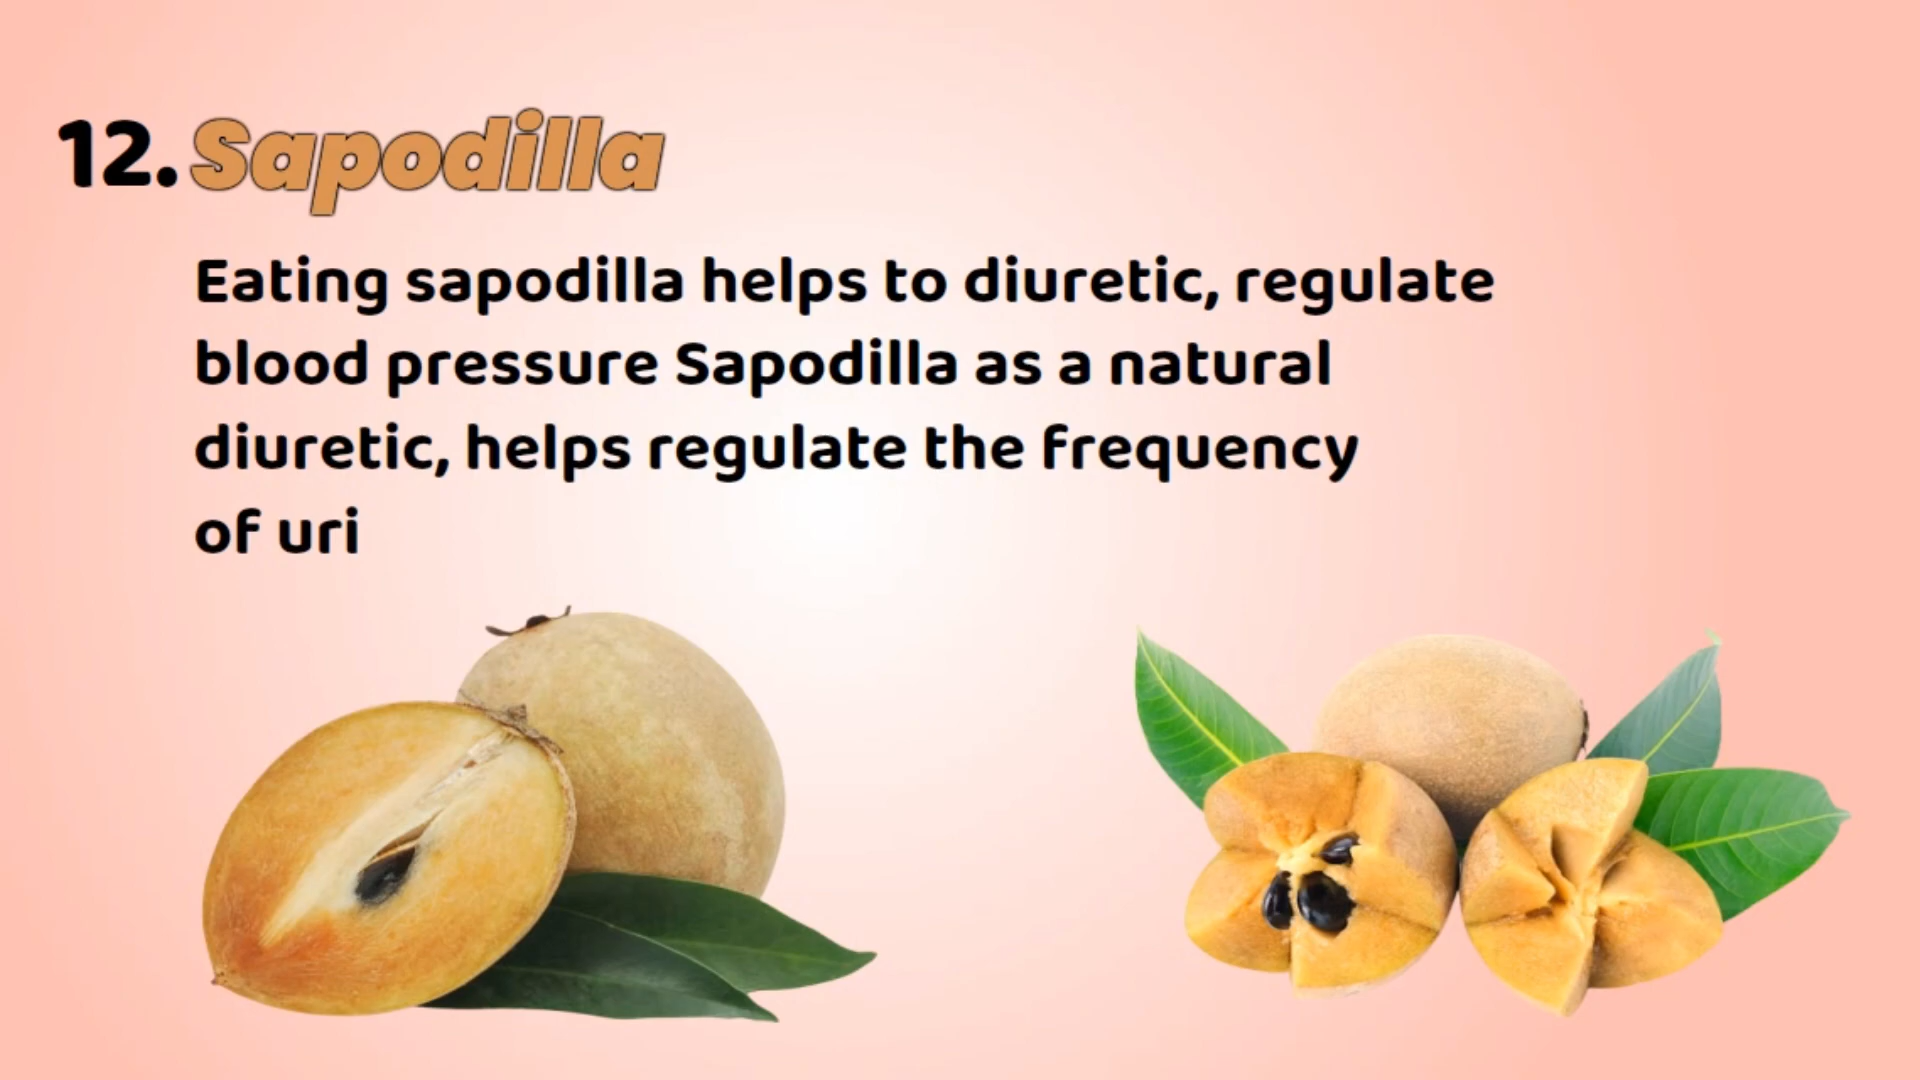 12. Sapodilla
Eating sapodilla helps to diuretic, regulate
blood pressure Sapodilla as a natural
diuretic, helps regulate the frequency
of uri